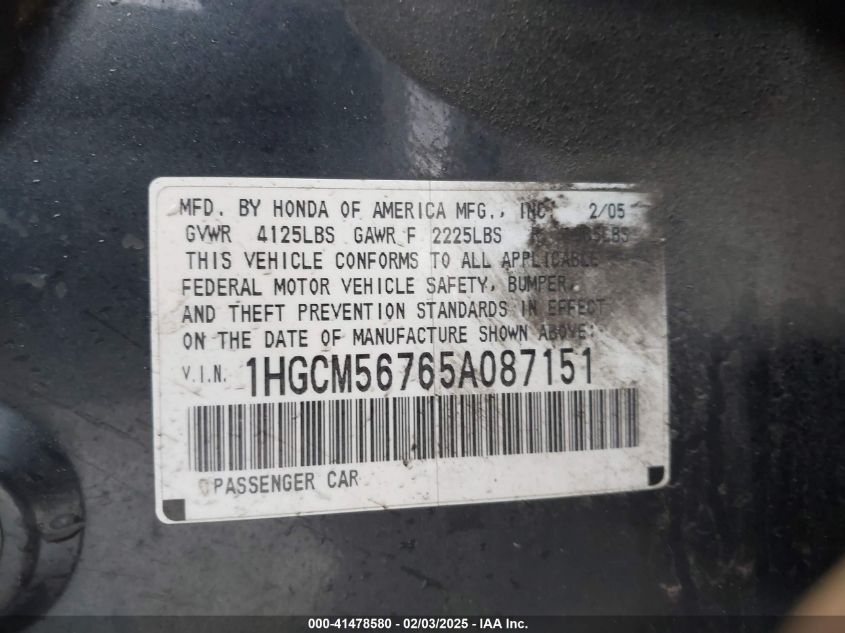 MFD. BY HONDA OF AMERICA MFG., INC. 2/05
GVWR 4125LBS GAWR F 2225LBS
THIS VEHICLE CONFORMS TO ALL APPLICABLE
FEDERAL MOTOR VEHICLE SAFETY, BUMPER,
AND THEFT PREVENTION STANDARDS IN EFFECT
ON THE DATE OF MANUFACTURE SHOWN ABOVE:
V.I.N. 1HGCM56765A087151
PASSENGER CAR
000-41478580 - 02/03/2025 - IAA Inc.